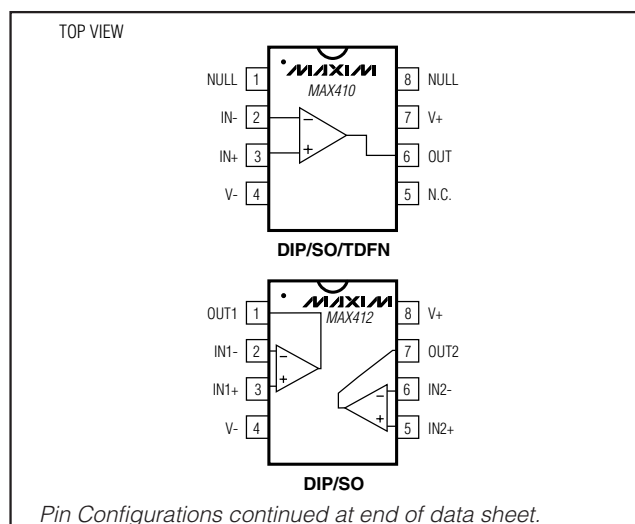 TOP VIEW
MAXIM
MAX410
NULL 1 8 NULL
IN- 2 7 V+
IN+ 3 6 OUT
V- 4 5 N.C.
− +
DIP/SO/TDFN
MAXIM
MAX412
OUT1 1 8 V+
IN1- 2 7 OUT2
IN1+ 3 6 IN2-
V- 4 5 IN2+
− + − +
DIP/SO
Pin Configurations continued at end of data sheet.